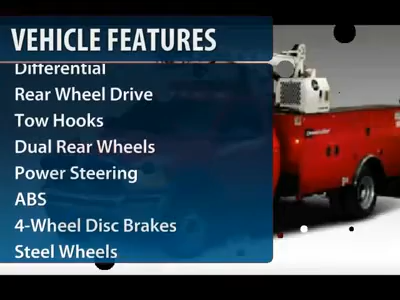 VEHICLE FEATURES
Differential
Rear Wheel Drive
Tow Hooks
Dual Rear Wheels
Power Steering
ABS
4-Wheel Disc Brakes
Steel Wheels